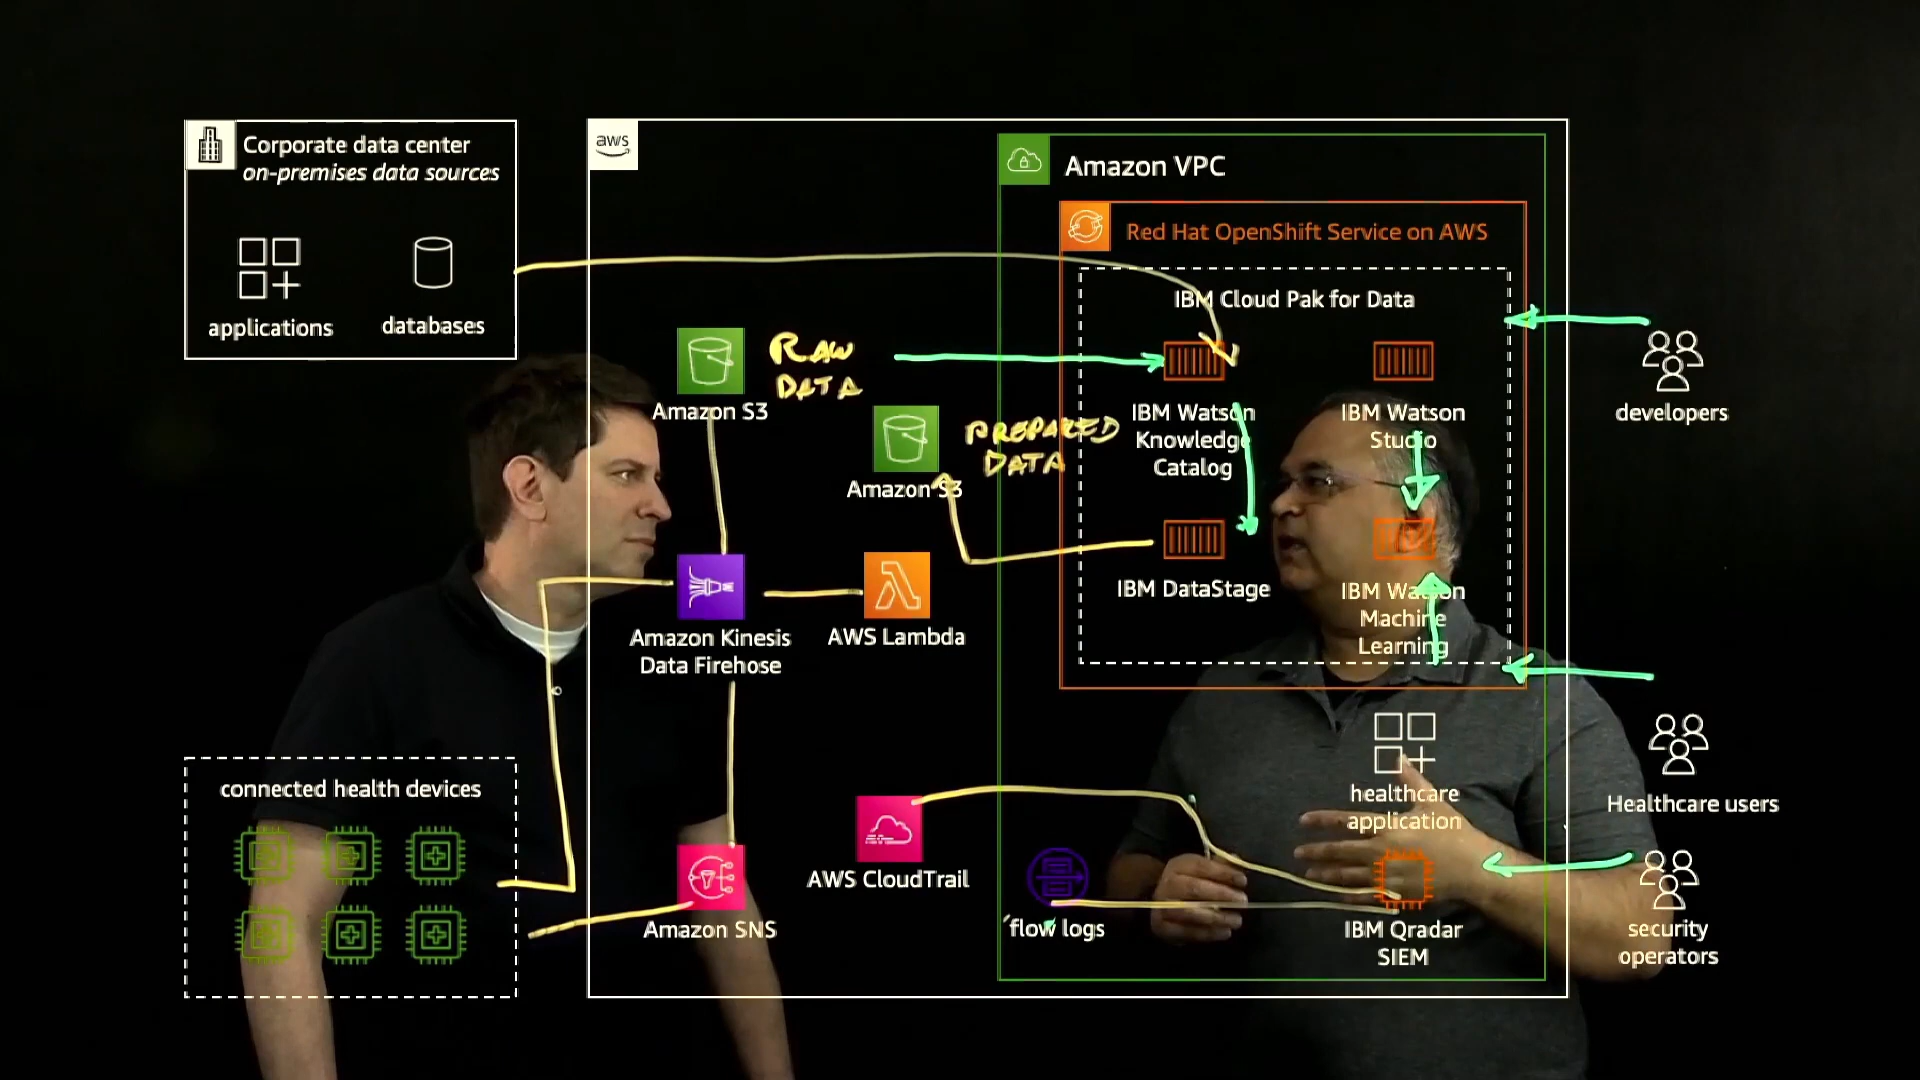 Corporate data center
on-premises data sources
applications
databases
aws
Amazon VPC
Red Hat OpenShift Service on AWS
IBM Cloud Pak for Data
Amazon S3
RAW
DATA
Amazon S3
PREPARED
DATA
IBM Watson
Knowledge
Catalog
IBM Watson
Studio
IBM DataStage
IBM Watson
Machine
Learning
Amazon Kinesis
Data Firehose
AWS Lambda
connected health devices
Amazon SNS
AWS CloudTrail
flow logs
healthcare
application
IBM Qradar
SIEM
developers
Healthcare users
security
operators